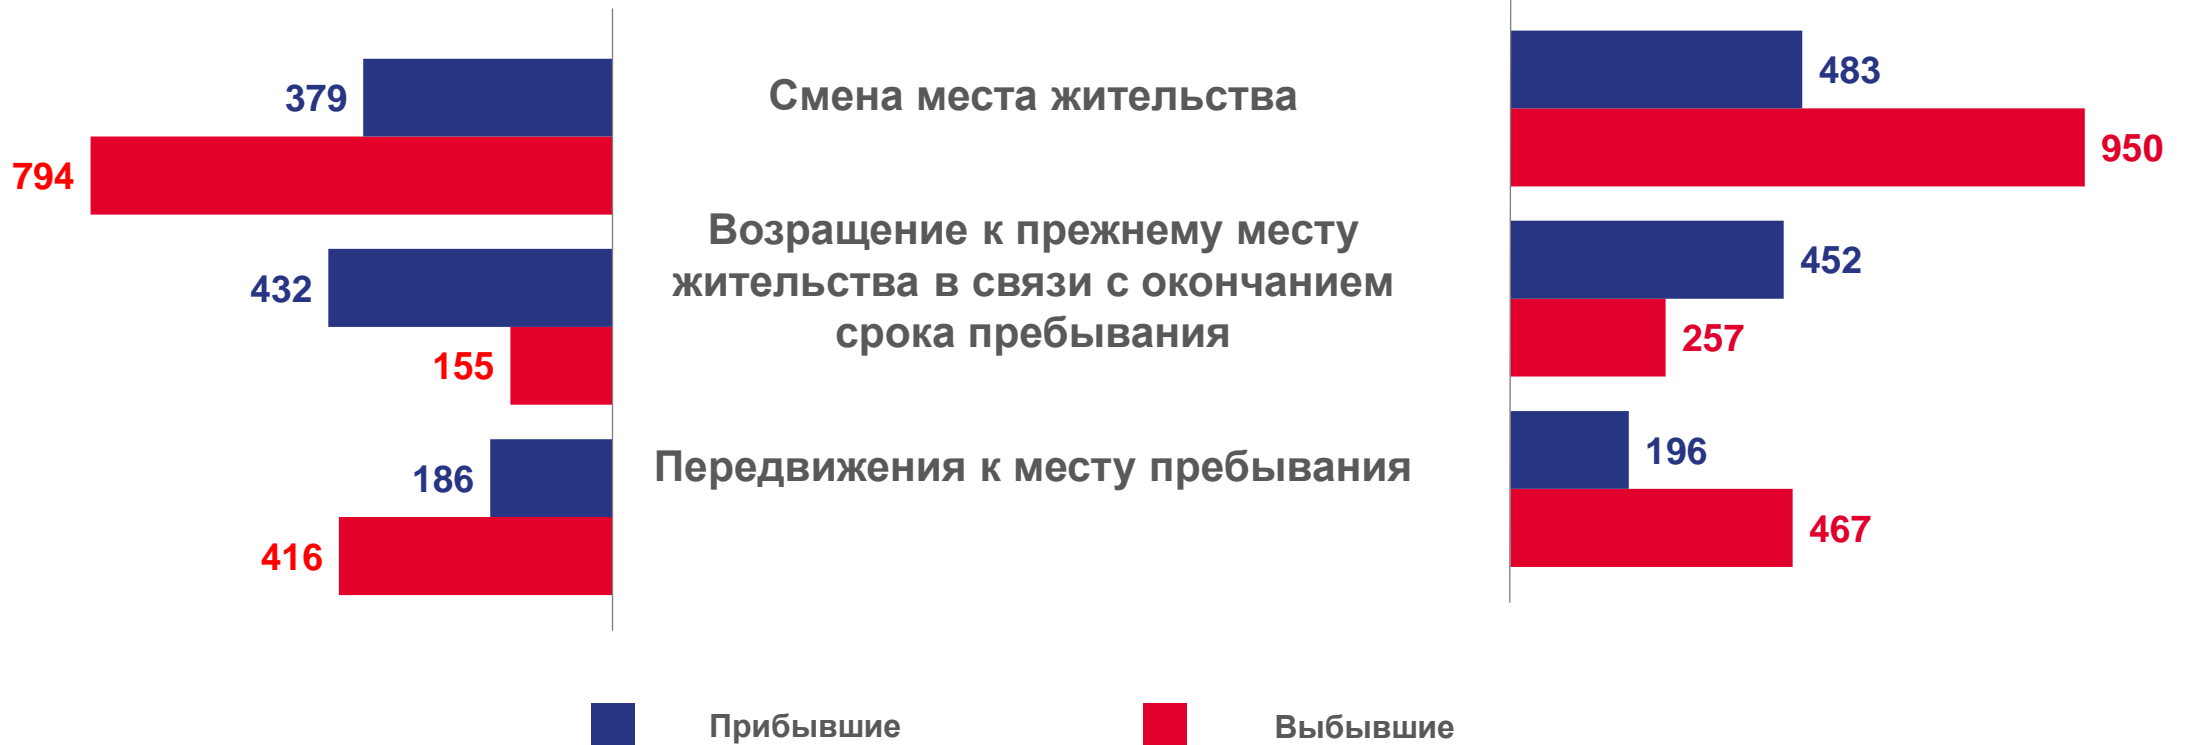 379
Смена места жительства
483
794
950
Возращение к прежнему месту
жительства в связи с окончанием
срока пребывания
432
452
155
257
186
Передвижения к месту пребывания
196
416
467
Прибывшие
Выбывшие